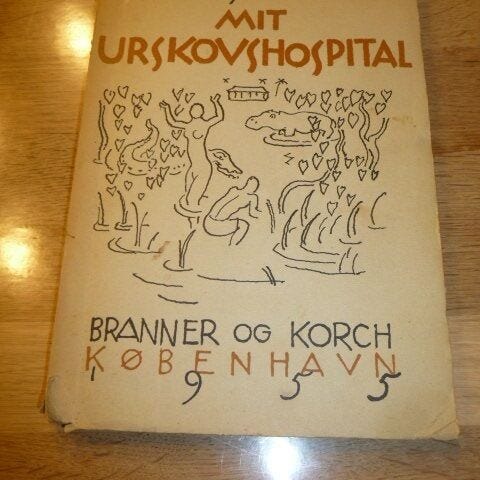 MIT
URSKOVSHOSPITAL
BRANNER OG KORCH
KØBENHAVN
1955